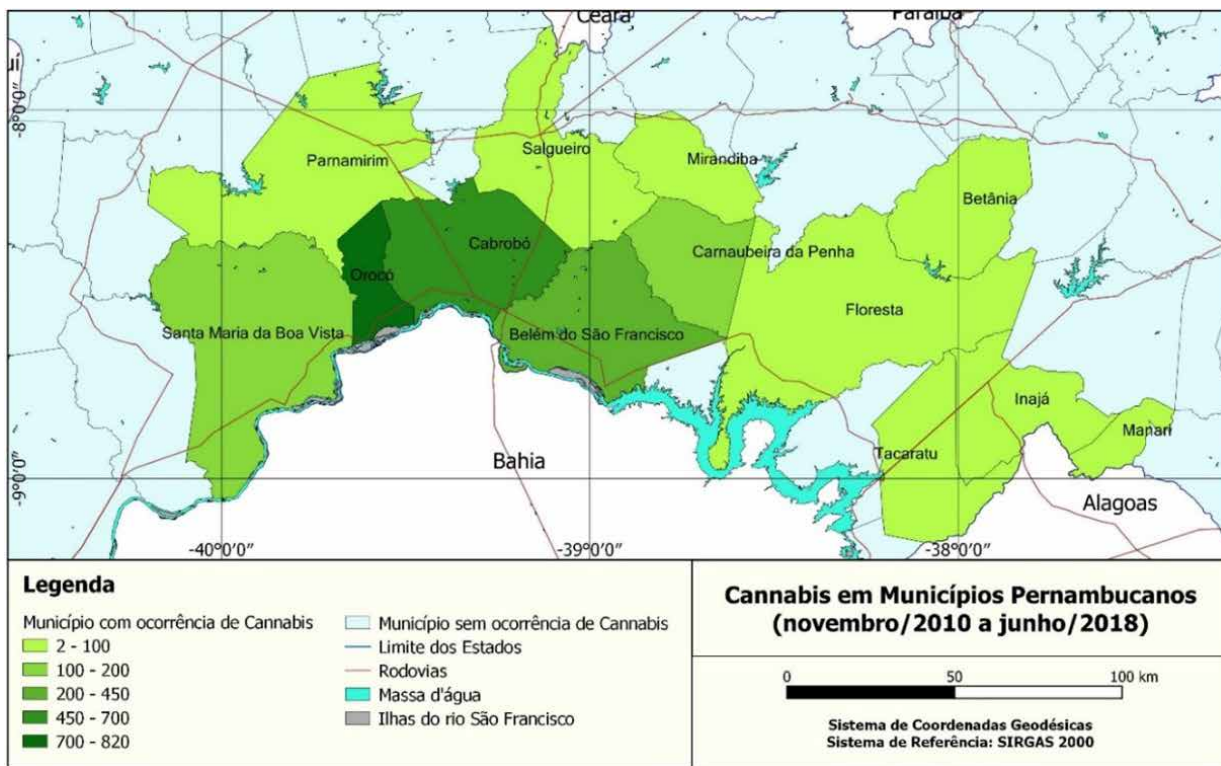 Ceará
Paraíba
uí
-8°0'0"
Parnamirim
Salgueiro
Mirandiba
Betânia
Cabrobó
Carnaubeira da Penha
Orocó
Floresta
Santa Maria da Boa Vista
Belém do São Francisco
Inajá
Manari
Tacaratu
Bahia
-9°0'0"
Alagoas
-40°0'0"
-39°0'0"
-38°0'0"
Legenda
Município com ocorrência de Cannabis
2 - 100
100 - 200
200 - 450
450 - 700
700 - 820
Município sem ocorrência de Cannabis
Limite dos Estados
Rodovias
Massa d'água
Ilhas do rio São Francisco
Cannabis em Municípios Pernambucanos
(novembro/2010 a junho/2018)
0 50 100 km
Sistema de Coordenadas Geodésicas
Sistema de Referência: SIRGAS 2000